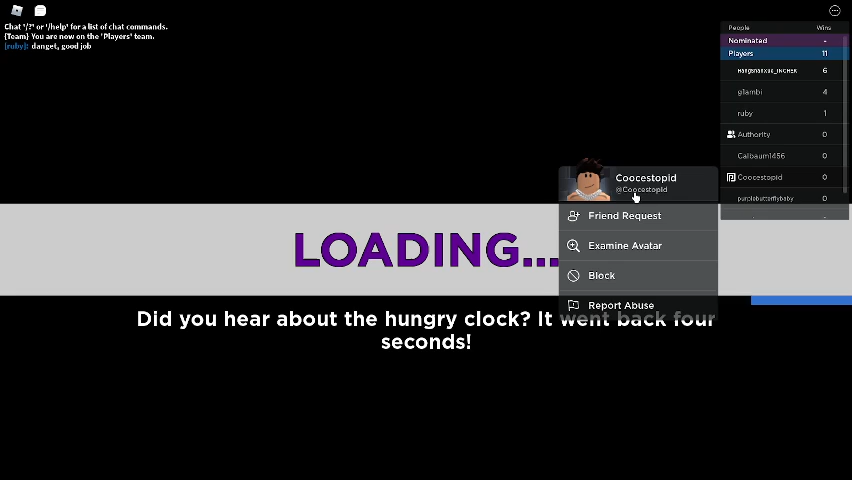 Chat '/?' or '/help' for a list of chat commands.
{Team} You are now on the 'Players' team.
[ruby]: danget, good job
People Wins
Nominated -
Players 11
6
g1ambi 4
ruby 1
Authority 0
Calbaum1456 0
Coocestopid 0
purplebutterflybaby 0
Coocestopid
@Coocestopid
Friend Request
Examine Avatar
Block
Report Abuse
LOADING...
Did you hear about the hungry clock? It went back four
seconds!